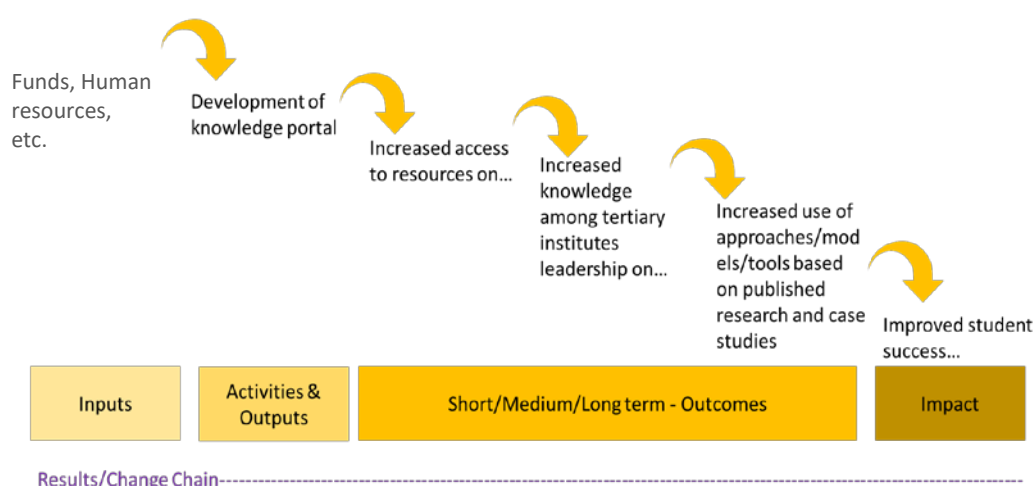 Funds, Human
resources,
etc.
Development of
knowledge portal
Increased access
to resources on...
Increased
knowledge
among tertiary
institutes
leadership on...
Increased use of
approaches/mod
els/tools based
on published
research and case
studies
Improved student
success...
Inputs
Activities &
Outputs
Short/Medium/Long term - Outcomes
Impact
Results/Change Chain--------------------------------------------------------------------------------------------------------------------------